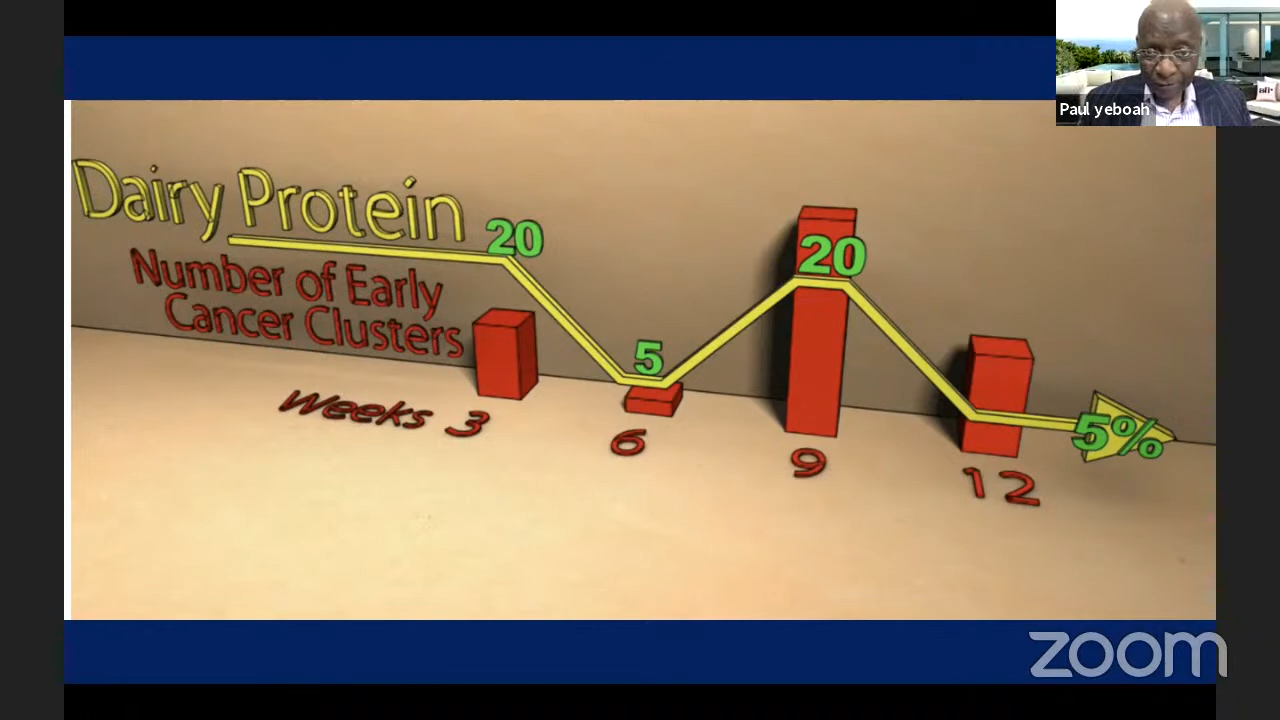 Paul yeboah
Dairy Protein
Number of Early
Cancer Clusters
20
5
20
5%
Weeks 3
6
9
12
zoom